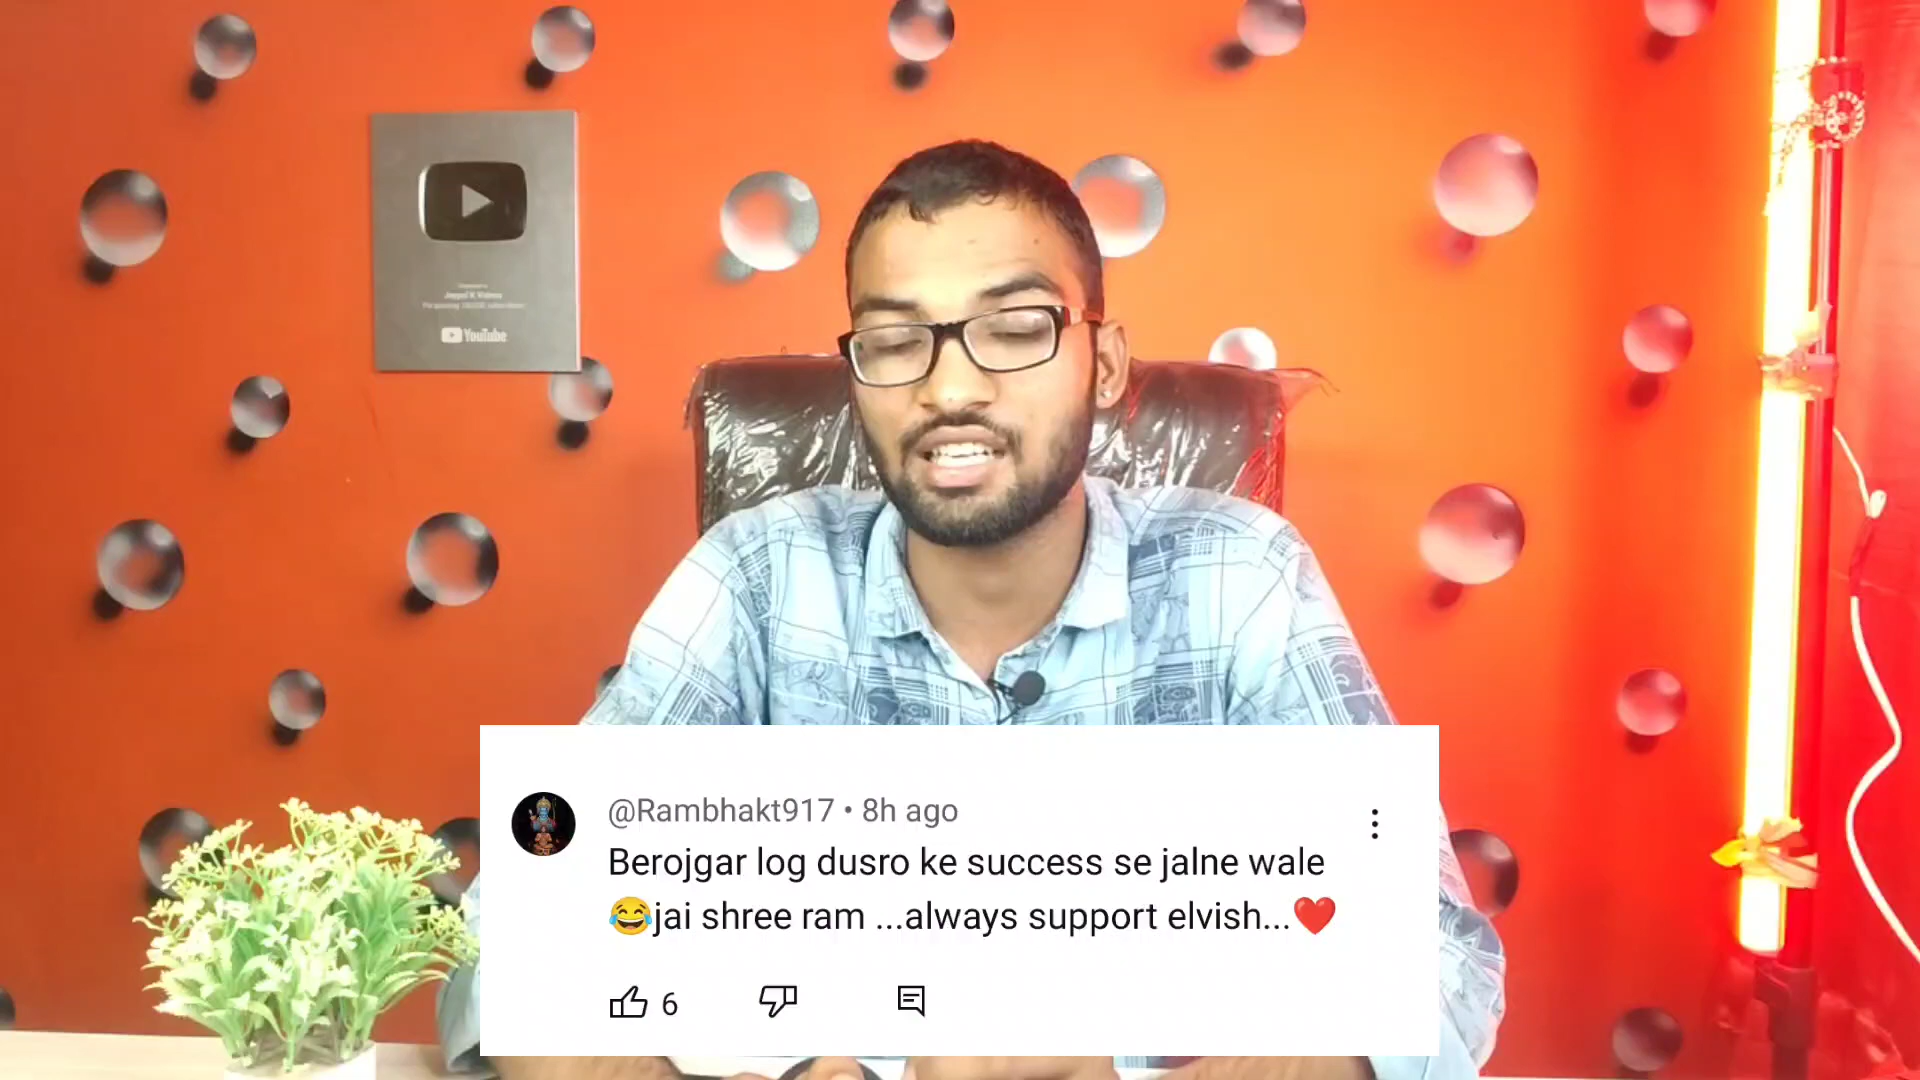 YouTube
@Rambhakt917 • 8h ago
Berojgar log dusro ke success se jalne wale
😂jai shree ram ...always support elvish...❤️
6